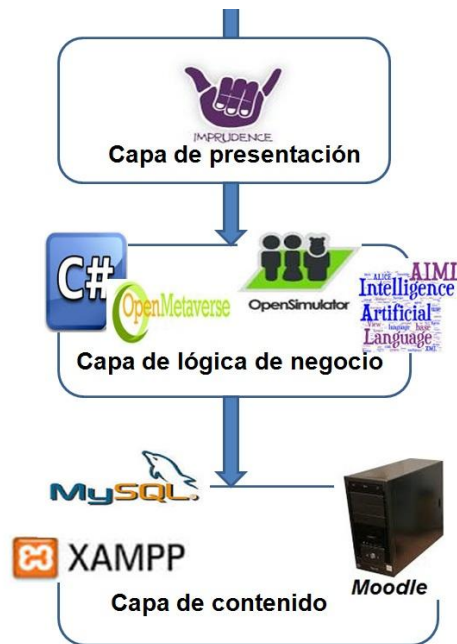 IMPRUDENCE
Capa de presentación
C#
OpenMetaverse
OpenSimulator
ALICE AIML
Intelligence
Artificial
Language
Capa de lógica de negocio
MySQL.
XAMPP
Moodle
Capa de contenido